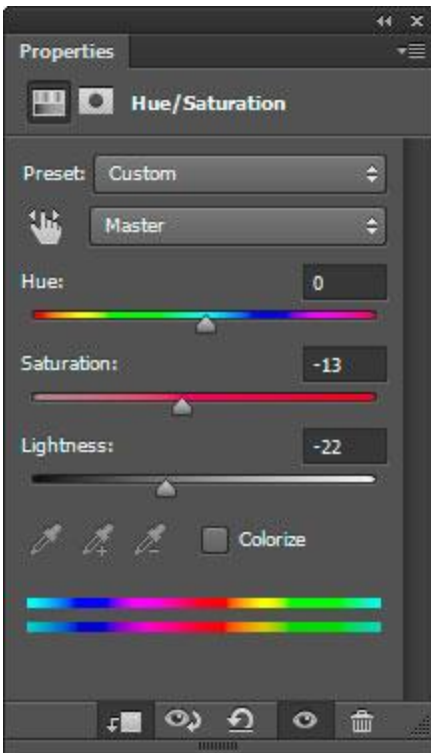 Properties
Hue/Saturation
Preset: Custom
Master
Hue: 0
Saturation: -13
Lightness: -22
Colorize